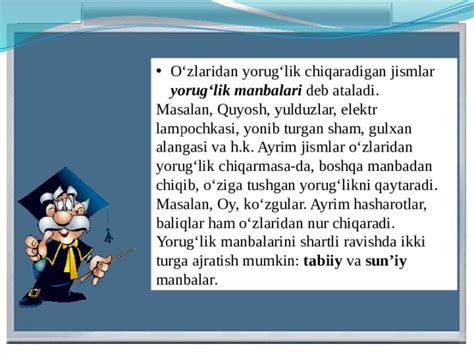 • O‘zlaridan yorug‘lik chiqaradigan jismlar
yorug‘lik manbalari deb ataladi.
Masalan, Quyosh, yulduzlar, elektr
lampochkasi, yonib turgan sham, gulxan
alangasi va h.k. Ayrim jismlar o‘zlaridan
yorug‘lik chiqarmasa-da, boshqa manbadan
chiqib, o‘ziga tushgan yorug‘likni qaytaradi.
Masalan, Oy, ko‘zgular. Ayrim hasharotlar,
baliqlar ham o‘zlaridan nur chiqaradi.
Yorug‘lik manbalarini shartli ravishda ikki
turga ajratish mumkin: tabiiy va sun’iy
manbalar.